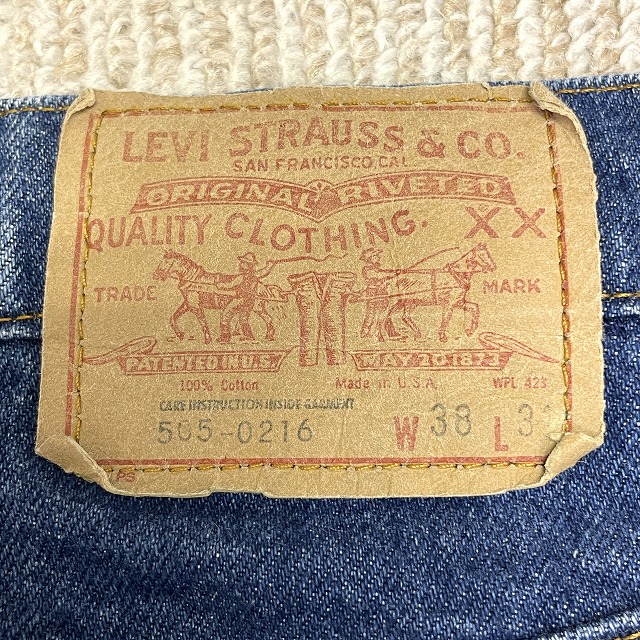 LEVI STRAUSS & CO.
SAN FRANCISCO, CAL.
ORIGINAL RIVETED
QUALITY CLOTHING. XX
TRADE MARK
PATENTED IN U.S. MAY 20 1873
100% Cotton Made in U.S.A. WPL 423
CARE INSTRUCTION INSIDE GARMENT
505-0216 W 38 L